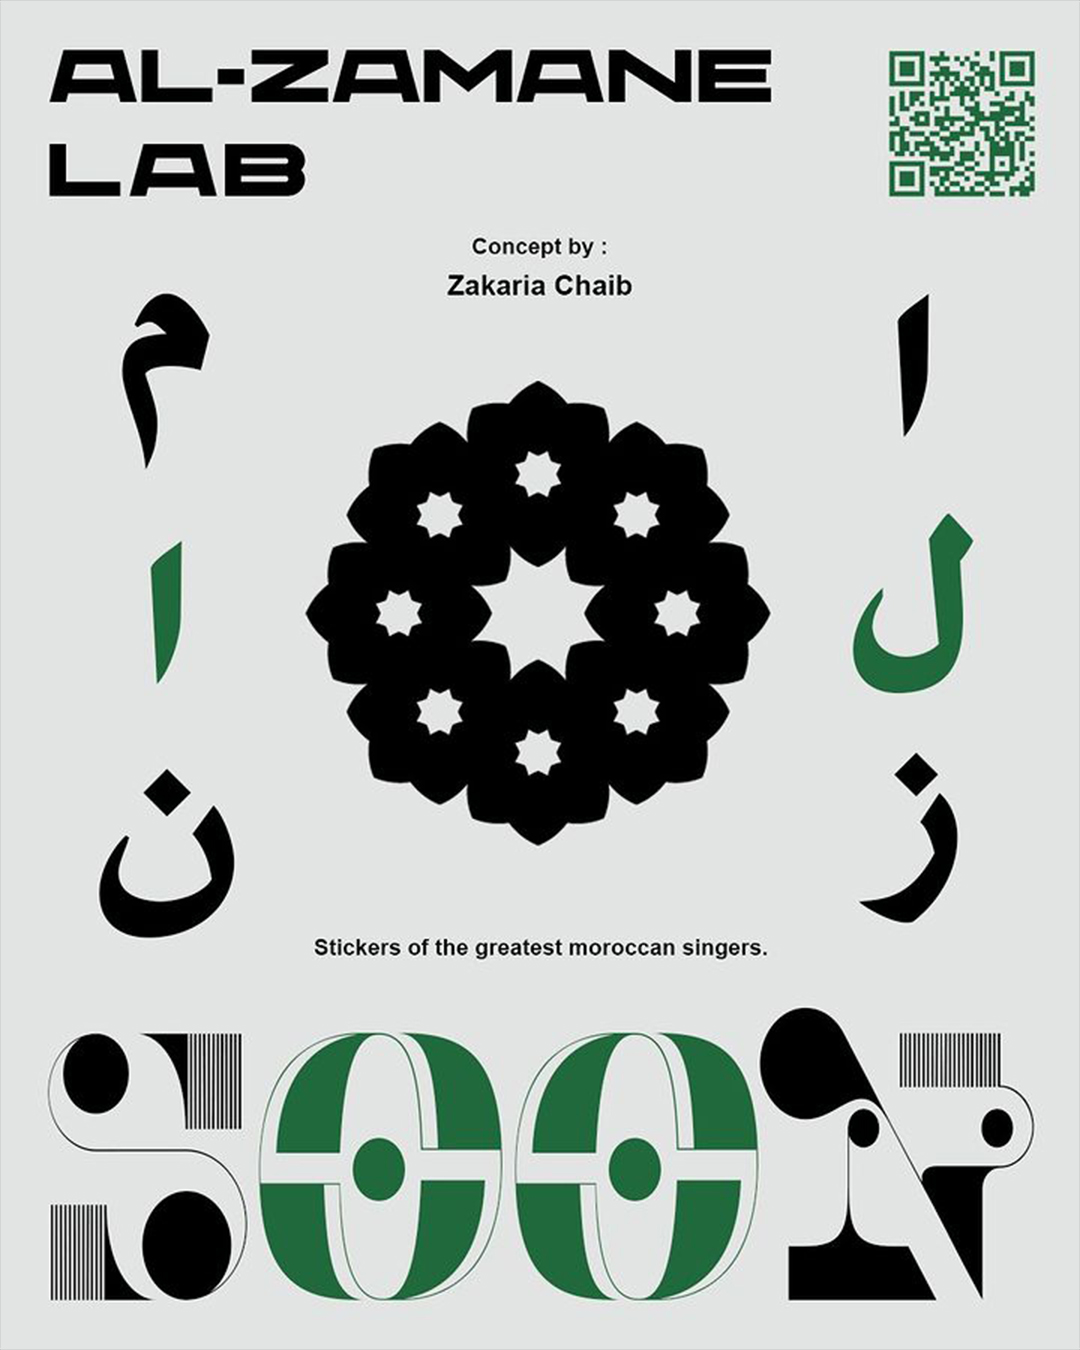 AL-ZAMANE
LAB
Concept by :
Zakaria Chaib
ا
ل
ز
م
ا
ن
Stickers of the greatest moroccan singers.
SOON